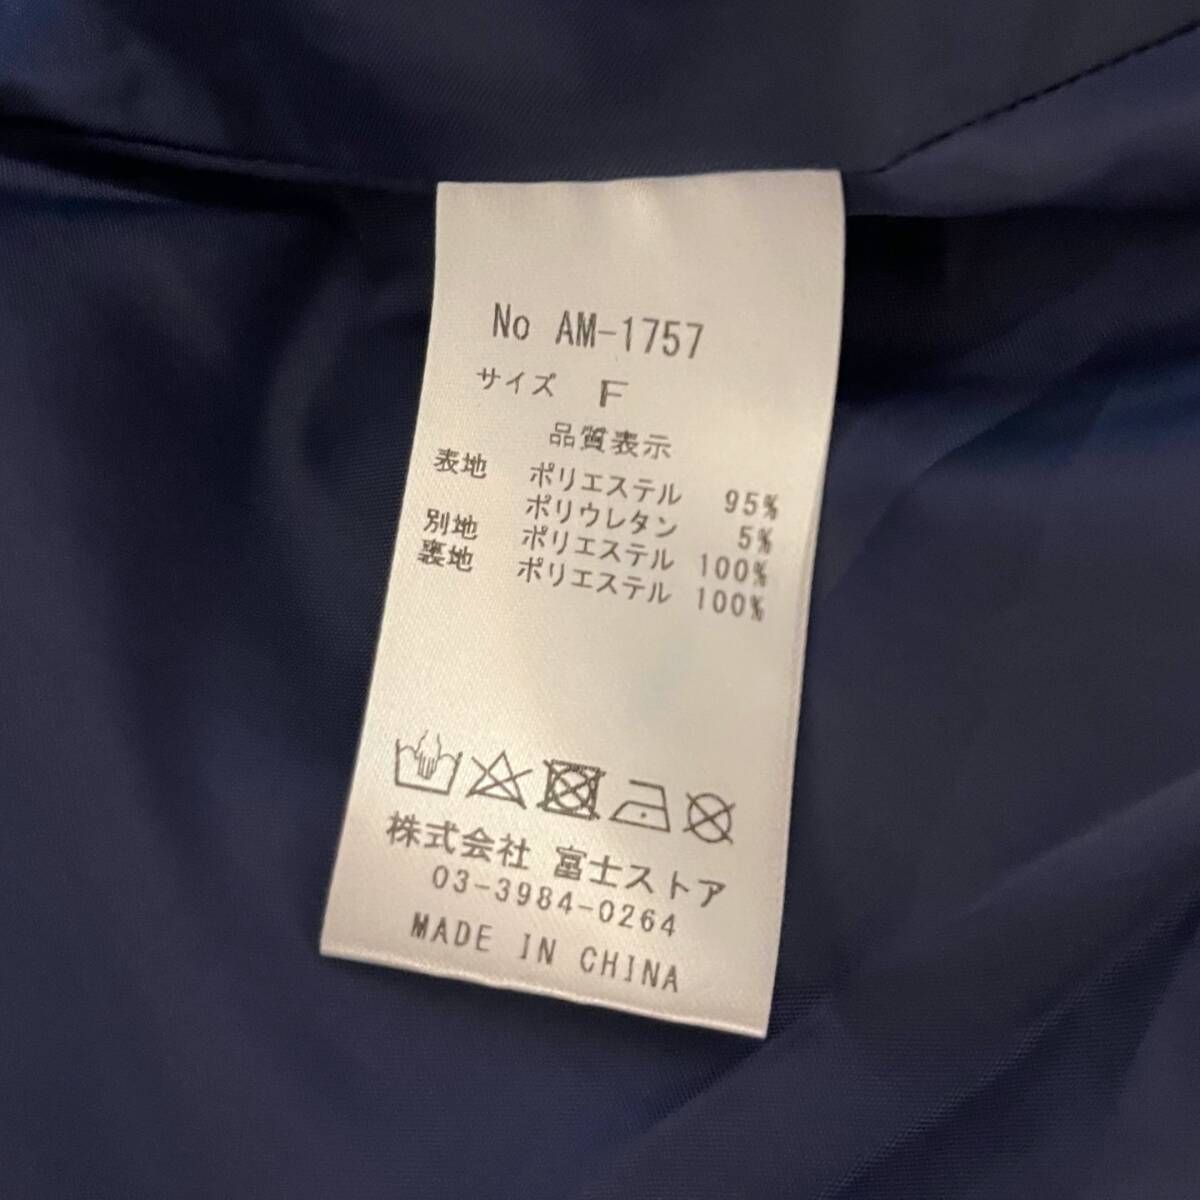 No AM-1757
サイズ F
品質表示
表地 ポリエステル 95%
ポリウレタン 5%
別地 ポリエステル 100%
裏地 ポリエステル 100%
株式会社 富士ストア
03-3984-0264
MADE IN CHINA